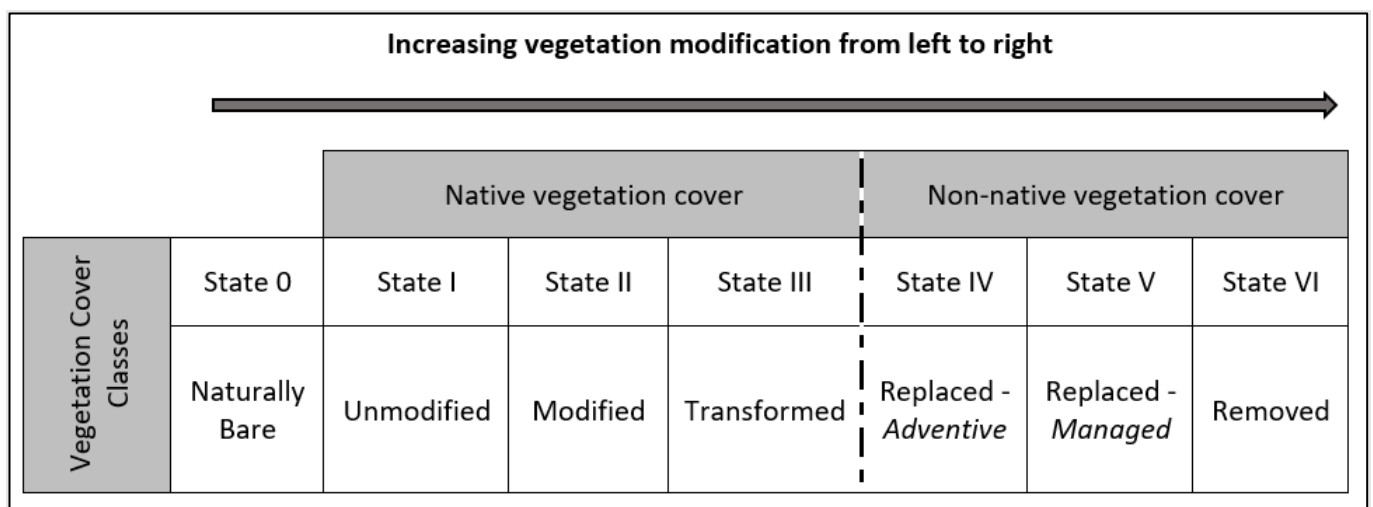 Increasing vegetation modification from left to right
Native vegetation cover
Non-native vegetation cover
Vegetation Cover
Classes
State 0
State I
State II
State III
State IV
State V
State VI
Naturally
Bare
Unmodified
Modified
Transformed
Replaced -
Adventive
Replaced -
Managed
Removed